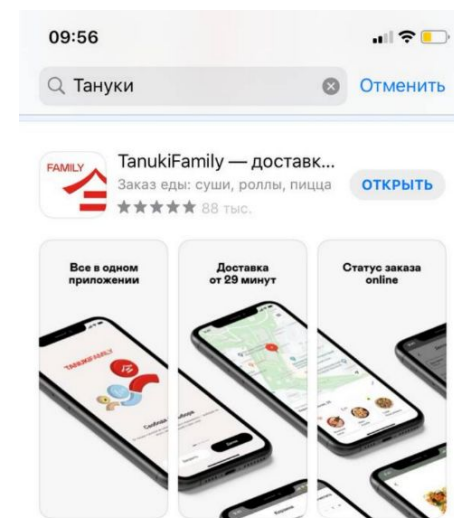 09:56
Тануки
Отменить
FAMILY
TanukiFamily — доставк...
Заказ еды: суши, роллы, пицца
ОТКРЫТЬ
88 тыс.
Все в одном
приложении
Доставка
от 29 минут
Статус заказа
online
TANUKIFAMILY